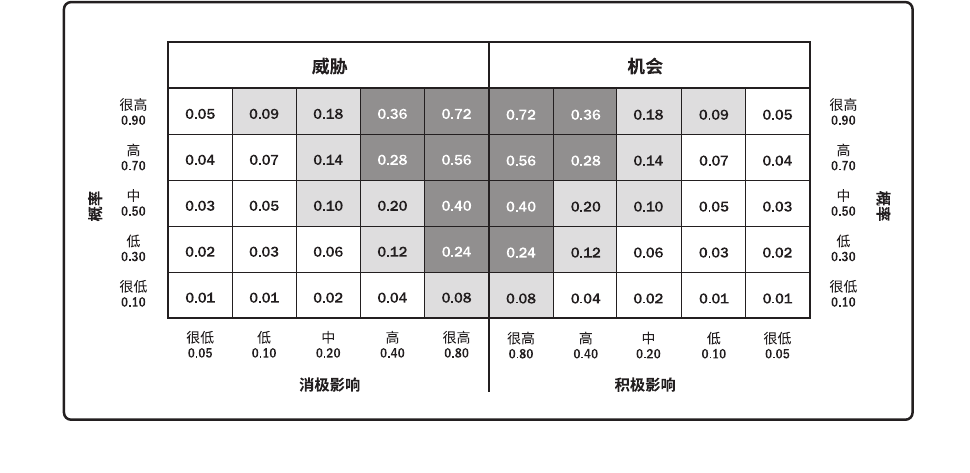 威胁 机会
很高 0.05 0.09 0.18 0.36 0.72 0.72 0.36 0.18 0.09 0.05 很高
0.90 0.90
高 0.04 0.07 0.14 0.28 0.56 0.56 0.28 0.14 0.07 0.04 高
0.70 0.70
概率 中 0.03 0.05 0.10 0.20 0.40 0.40 0.20 0.10 0.05 0.03 中 概率
0.50 0.50
低 0.02 0.03 0.06 0.12 0.24 0.24 0.12 0.06 0.03 0.02 低
0.30 0.30
很低 0.01 0.01 0.02 0.04 0.08 0.08 0.04 0.02 0.01 0.01 很低
0.10 0.10
很低 低 中 高 很高 很高 高 中 低 很低
0.05 0.10 0.20 0.40 0.80 0.80 0.40 0.20 0.10 0.05
消极影响 积极影响